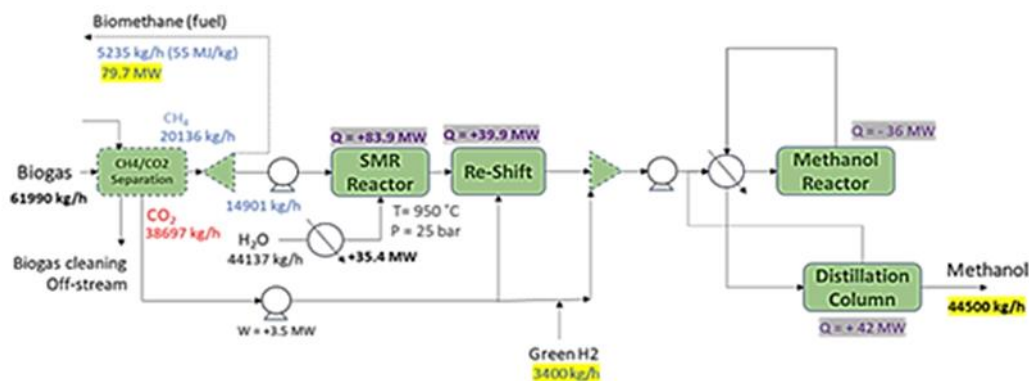 Biomethane (fuel)
5235 kg/h (55 MJ/kg)
79.7 MW
CH4
20136 kg/h
Biogas
61990 kg/h
CH4/CO2
Separation
CO2
38697 kg/h
Biogas cleaning
Off-stream
14901 kg/h
H2O
44137 kg/h
Q = +83.9 MW
SMR
Reactor
T= 950 °C
P = 25 bar
+35.4 MW
Q = +39.9 MW
Re-Shift
W = +3.5 MW
Green H2
3400 kg/h
Q = - 36 MW
Methanol
Reactor
Distillation
Column
Q = + 42 MW
Methanol
44500 kg/h